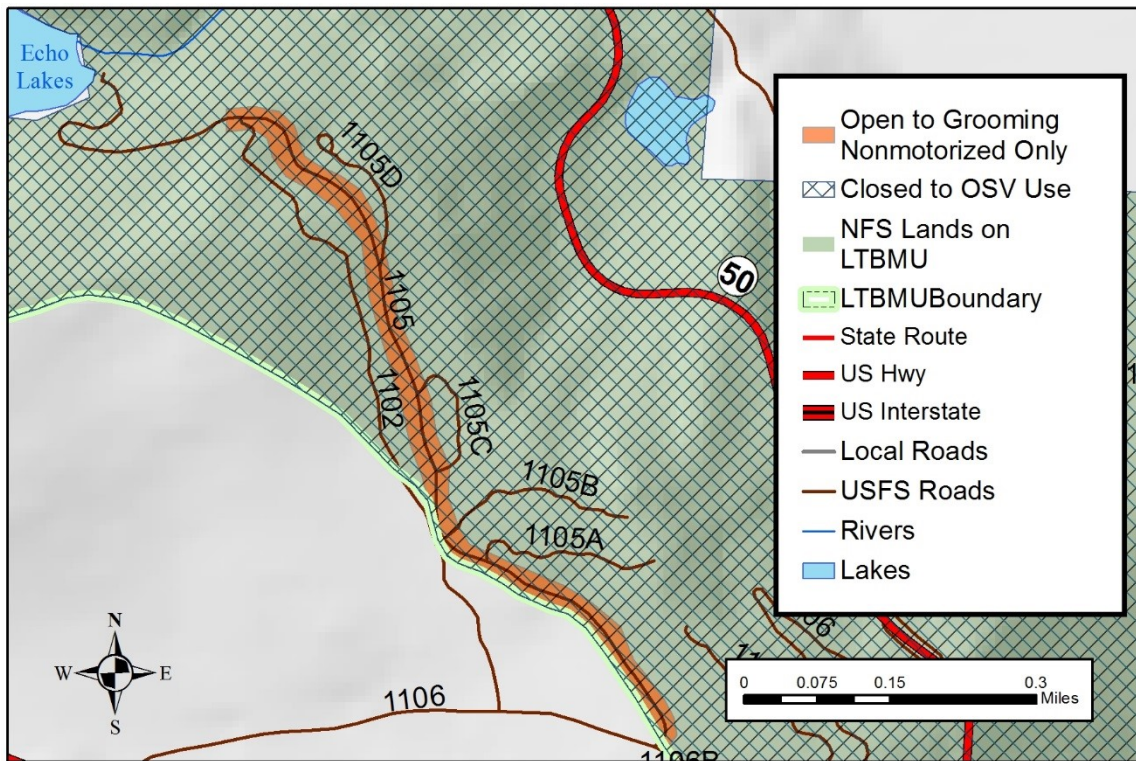 Echo
Lakes
1105D
1105
1102
1105C
1105B
1105A
1106
50
Open to Grooming
Nonmotorized Only
Closed to OSV Use
NFS Lands on
LTBMU
LTBMUBoundary
State Route
US Hwy
US Interstate
Local Roads
USFS Roads
Rivers
Lakes
N
W E
S
0 0.075 0.15 0.3
Miles